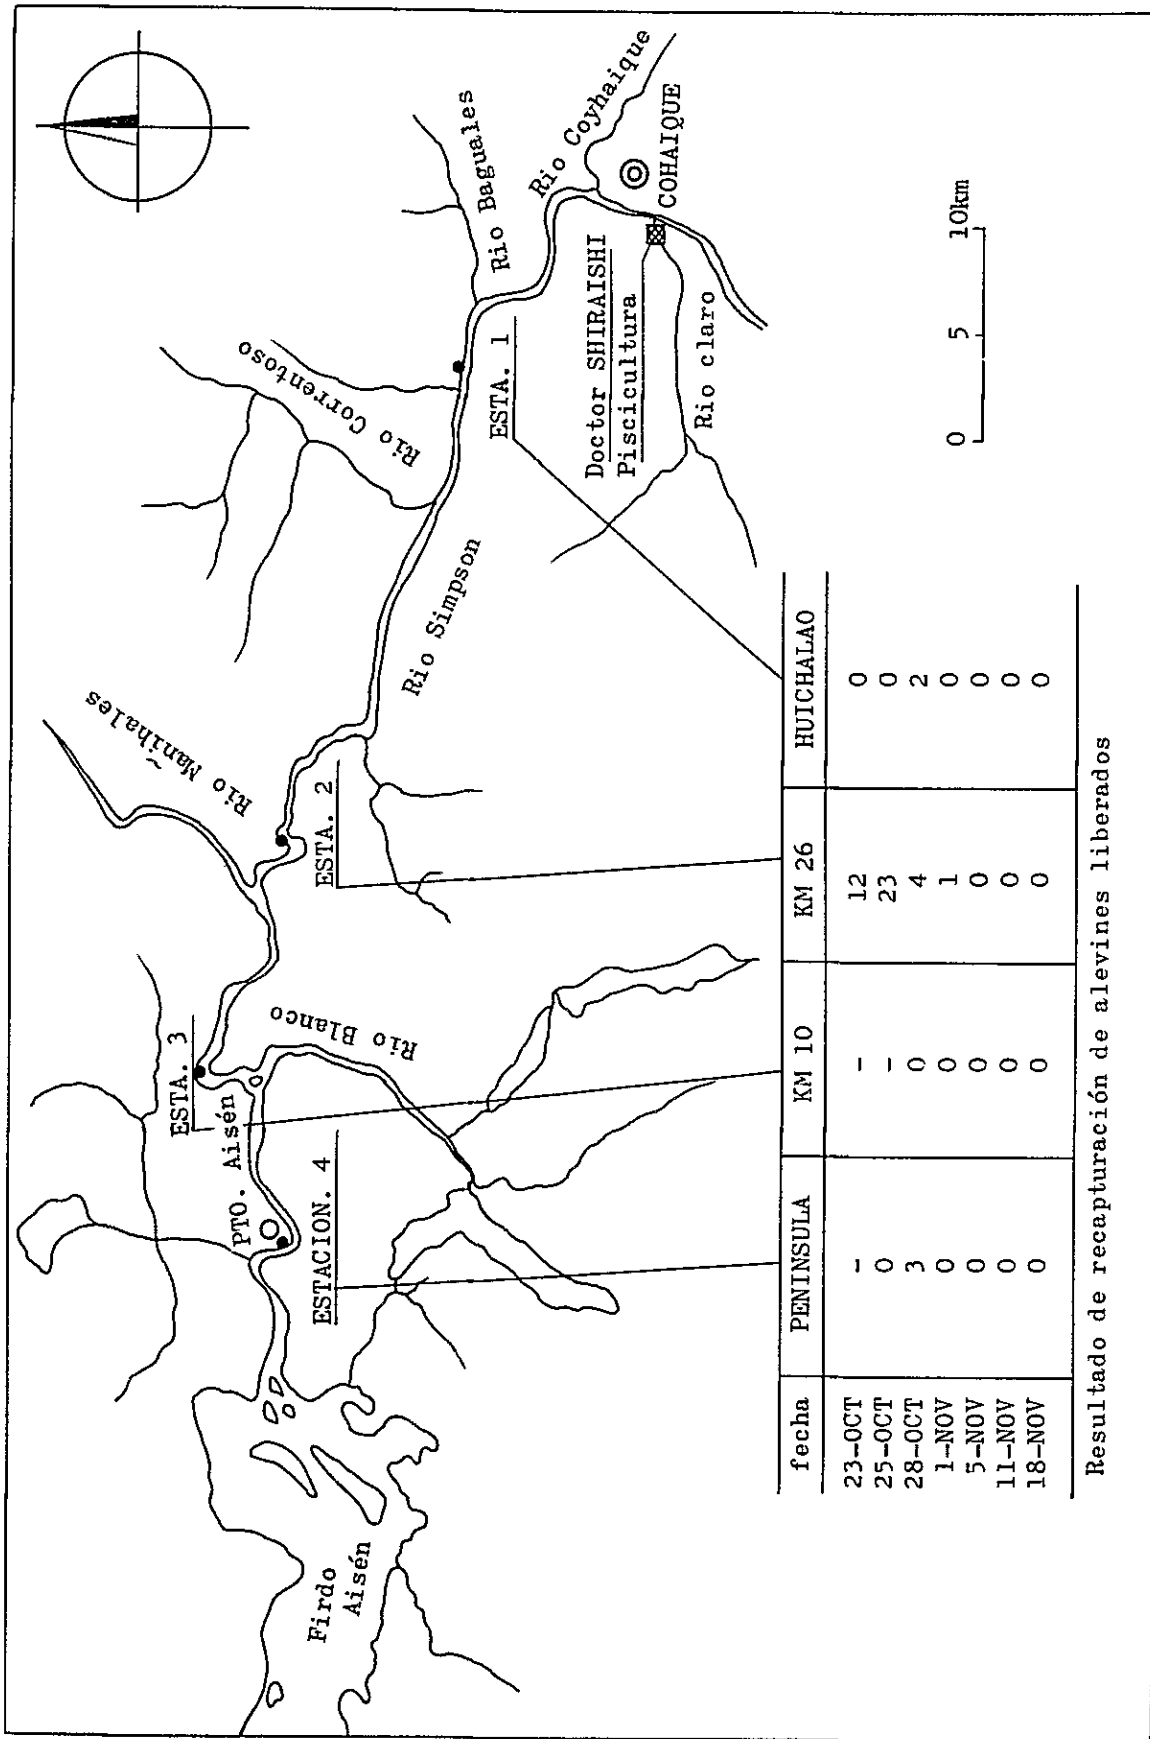 Rio Coyhaique
Rio Baguales
COHAIQUE
Doctor SHIRAISHI
Piscicultura
Rio claro
ESTA. 1
Rio Correntoso
Rio Simpson
Rio Mañihales
ESTA. 2
ESTA. 3
Rio Blanco
PTO. Aisén
ESTACION. 4
Firdo
Aisén
0 5 10km
fecha PENINSULA KM 10 KM 26 HUICHALAO
23-OCT - - 12 0
25-OCT 0 - 23 0
28-OCT 3 0 4 2
1-NOV 0 0 1 0
5-NOV 0 0 0 0
11-NOV 0 0 0 0
18-NOV 0 0 0 0
Resultado de recapturación de alevines liberados